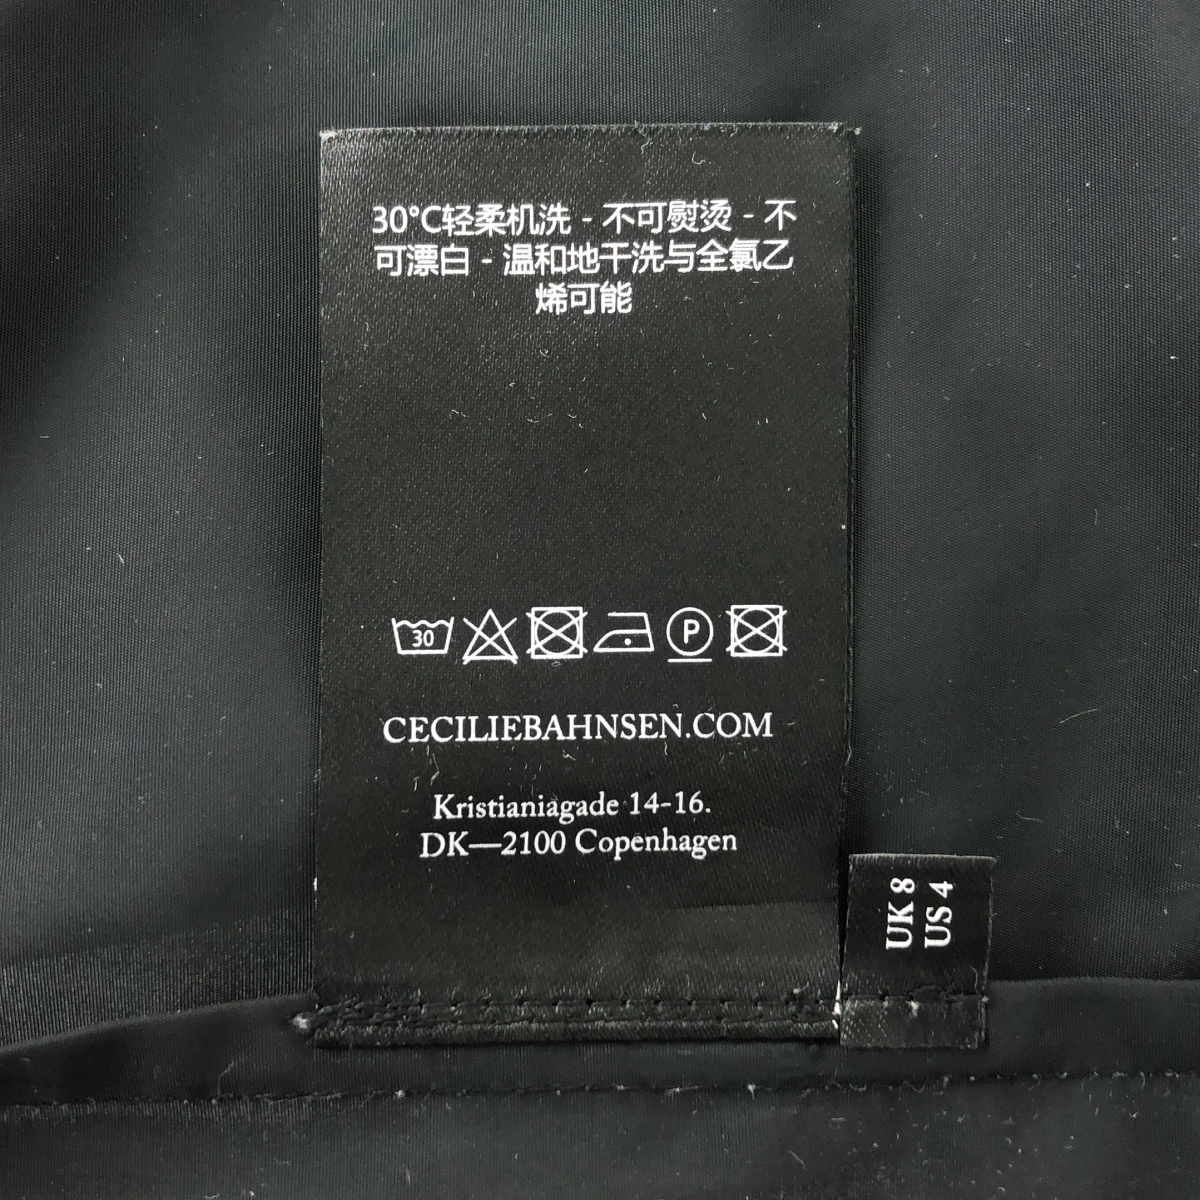 30°C轻柔机洗 - 不可熨烫 - 不
可漂白 - 温和地干洗与全氯乙
烯可能
30
P
CECILIEBAHNSEN.COM
Kristianiagade 14-16.
DK—2100 Copenhagen
UK 8
US 4